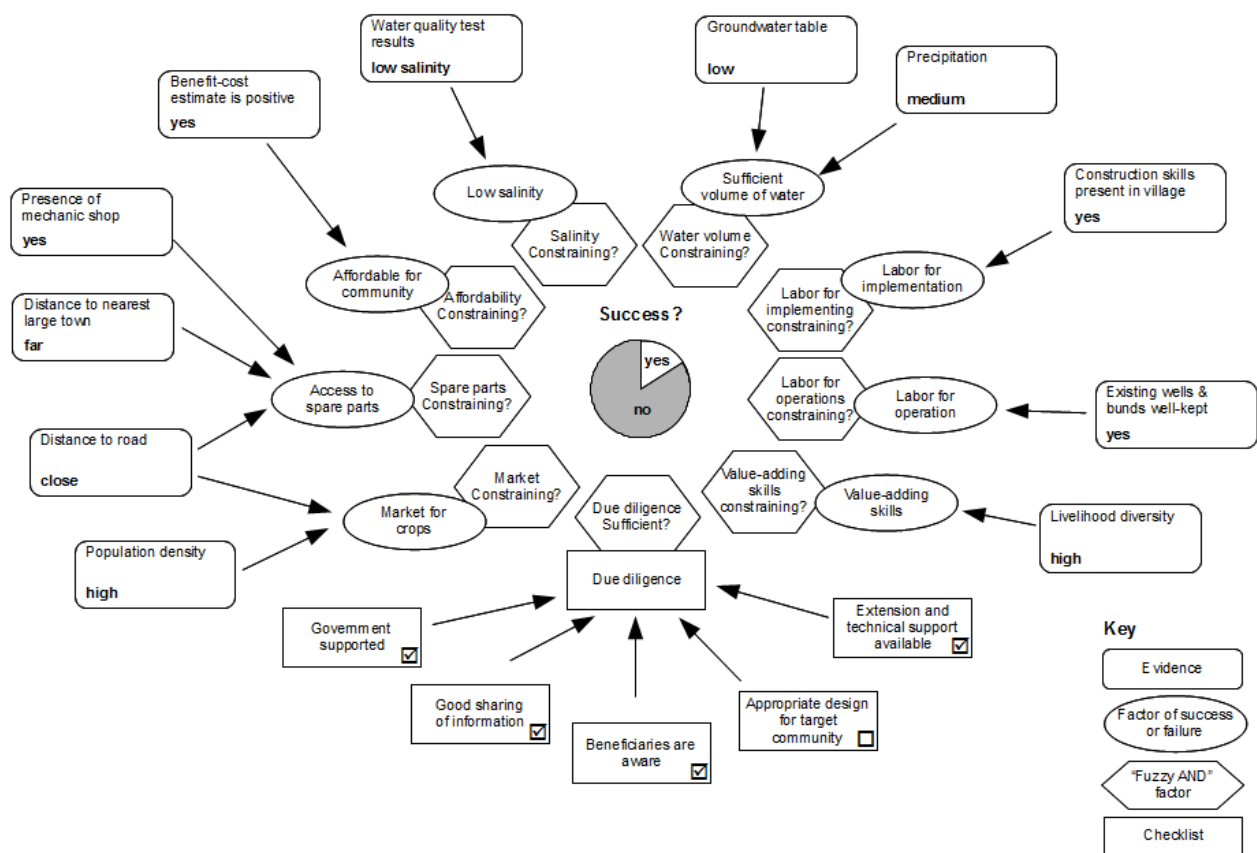 Water quality test
results
low salinity
Groundwater table
low
Precipitation
medium
Benefit-cost
estimate is positive
yes
Low salinity
Sufficient
volume of water
Construction skills
present in village
yes
Presence of
mechanic shop
yes
Salinity
Constraining?
Water volume
Constraining?
Affordable for
community
Affordability
Constraining?
Labor for
implementing
constraining?
Labor for
implementation
Distance to nearest
large town
far
Success?
yes
no
Access to
spare parts
Spare parts
Constraining?
Labor for
operations
constraining?
Labor for
operation
Existing wells &
bunds well-kept
yes
Distance to road
close
Market
Constraining?
Market for
crops
Due diligence
Sufficient?
Value-adding
skills
constraining?
Value-adding
skills
Livelihood diversity
high
Population density
high
Due diligence
Government
supported
Good sharing
of information
Beneficiaries are
aware
Appropriate design
for target
community
Extension and
technical support
available
Key
Evidence
Factor of success
or failure
"Fuzzy AND"
factor
Checklist